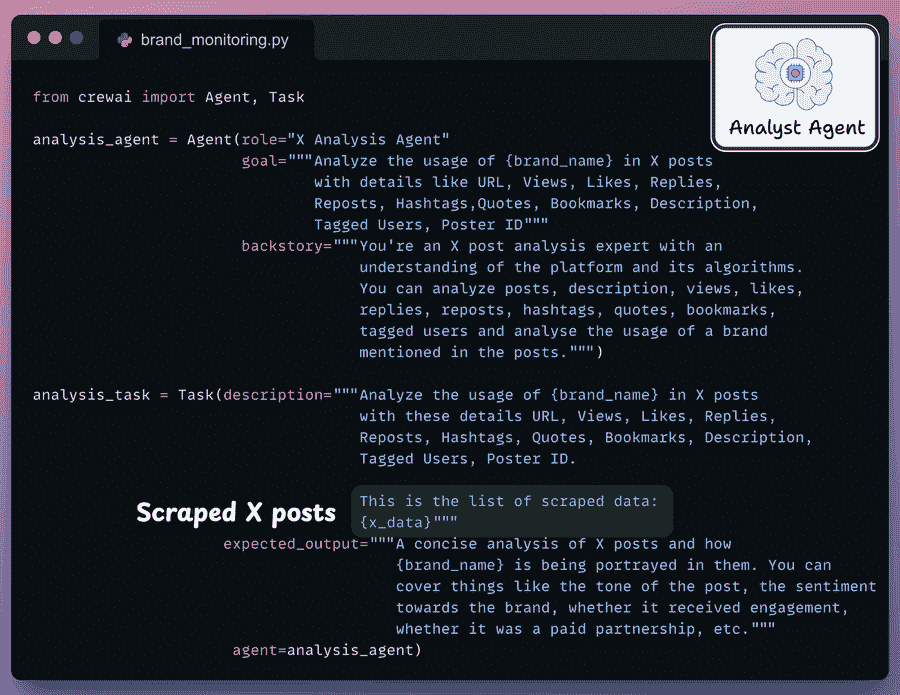 brand_monitoring.py
Analyst Agent
from crewai import Agent, Task
analysis_agent = Agent(role="X Analysis Agent"
goal="""Analyze the usage of {brand_name} in X posts
with details like URL, Views, Likes, Replies,
Reposts, Hashtags,Quotes, Bookmarks, Description,
Tagged Users, Poster ID"""
backstory="""You're an X post analysis expert with an
understanding of the platform and its algorithms.
You can analyze posts, description, views, likes,
replies, reposts, hashtags, quotes, bookmarks,
tagged users and analyse the usage of a brand
mentioned in the posts.""")
analysis_task = Task(description="""Analyze the usage of {brand_name} in X posts
with these details URL, Views, Likes, Replies,
Reposts, Hashtags, Quotes, Bookmarks, Description,
Tagged Users, Poster ID.
Scraped X posts
This is the list of scraped data:
{x_data}"""
expected_output="""A concise analysis of X posts and how
{brand_name} is being portrayed in them. You can
cover things like the tone of the post, the sentiment
towards the brand, whether it received engagement,
whether it was a paid partnership, etc."""
agent=analysis_agent)